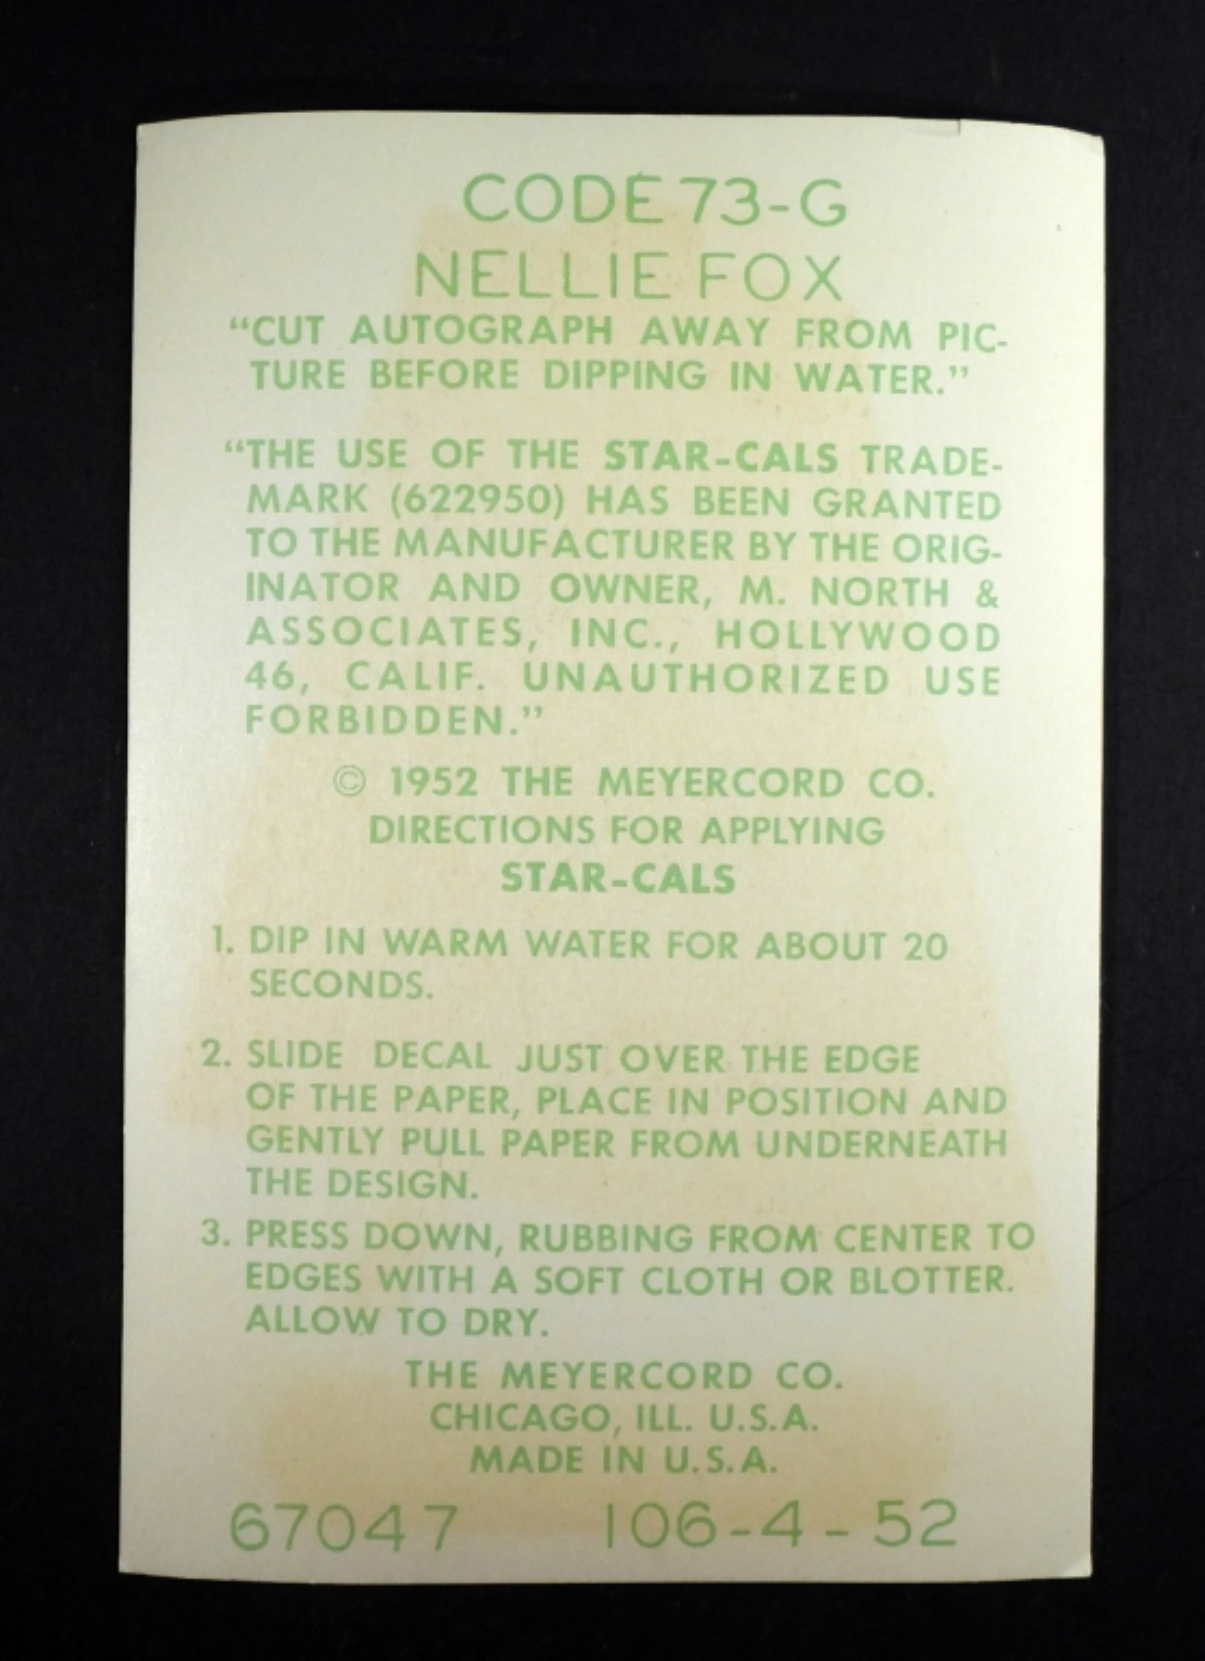 CODE 73-G
NELLIE FOX
“CUT AUTOGRAPH AWAY FROM PIC-
TURE BEFORE DIPPING IN WATER.”
“THE USE OF THE STAR-CALS TRADE-
MARK (622950) HAS BEEN GRANTED
TO THE MANUFACTURER BY THE ORIG-
INATOR AND OWNER, M. NORTH &
ASSOCIATES, INC., HOLLYWOOD
46, CALIF. UNAUTHORIZED USE
FORBIDDEN.”
© 1952 THE MEYERCORD CO.
DIRECTIONS FOR APPLYING
STAR-CALS
1. DIP IN WARM WATER FOR ABOUT 20
SECONDS.
2. SLIDE DECAL JUST OVER THE EDGE
OF THE PAPER, PLACE IN POSITION AND
GENTLY PULL PAPER FROM UNDERNEATH
THE DESIGN.
3. PRESS DOWN, RUBBING FROM CENTER TO
EDGES WITH A SOFT CLOTH OR BLOTTER.
ALLOW TO DRY.
THE MEYERCORD CO.
CHICAGO, ILL. U.S.A.
MADE IN U.S.A.
67047 106-4-52